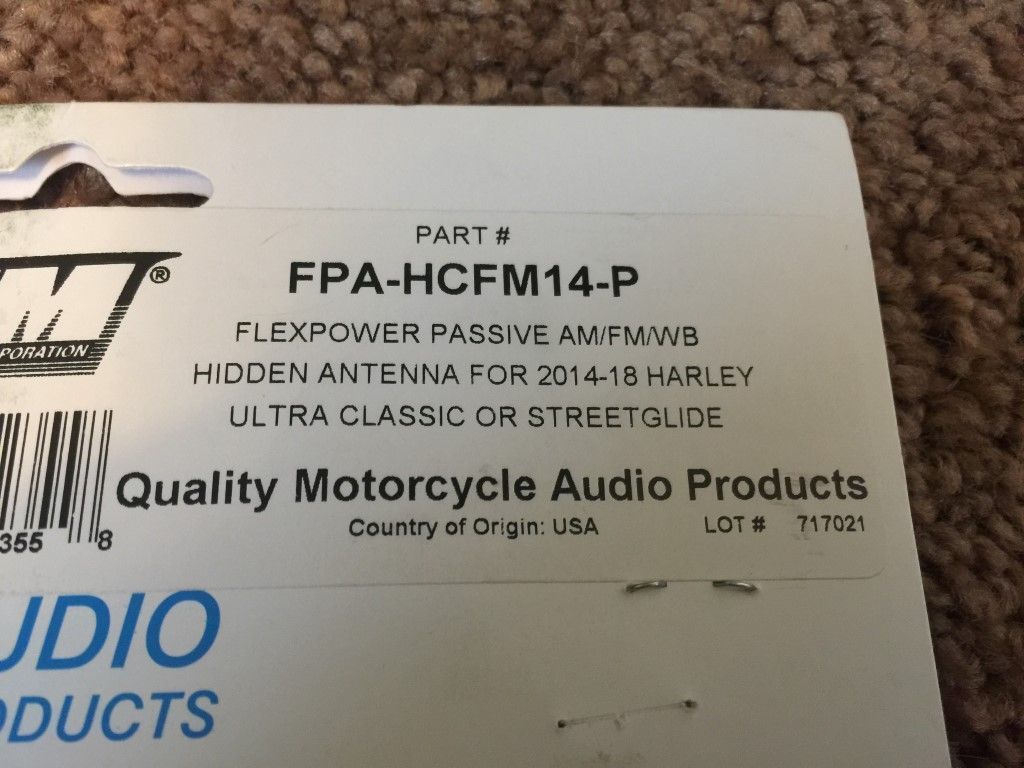 PART #
FPA-HCFM14-P
®
FLEXPOWER PASSIVE AM/FM/WB
PORATION
HIDDEN ANTENNA FOR 2014-18 HARLEY
ULTRA CLASSIC OR STREETGLIDE
Quality Motorcycle Audio Products
355 8
Country of Origin: USA LOT # 717021
UDIO
ODUCTS